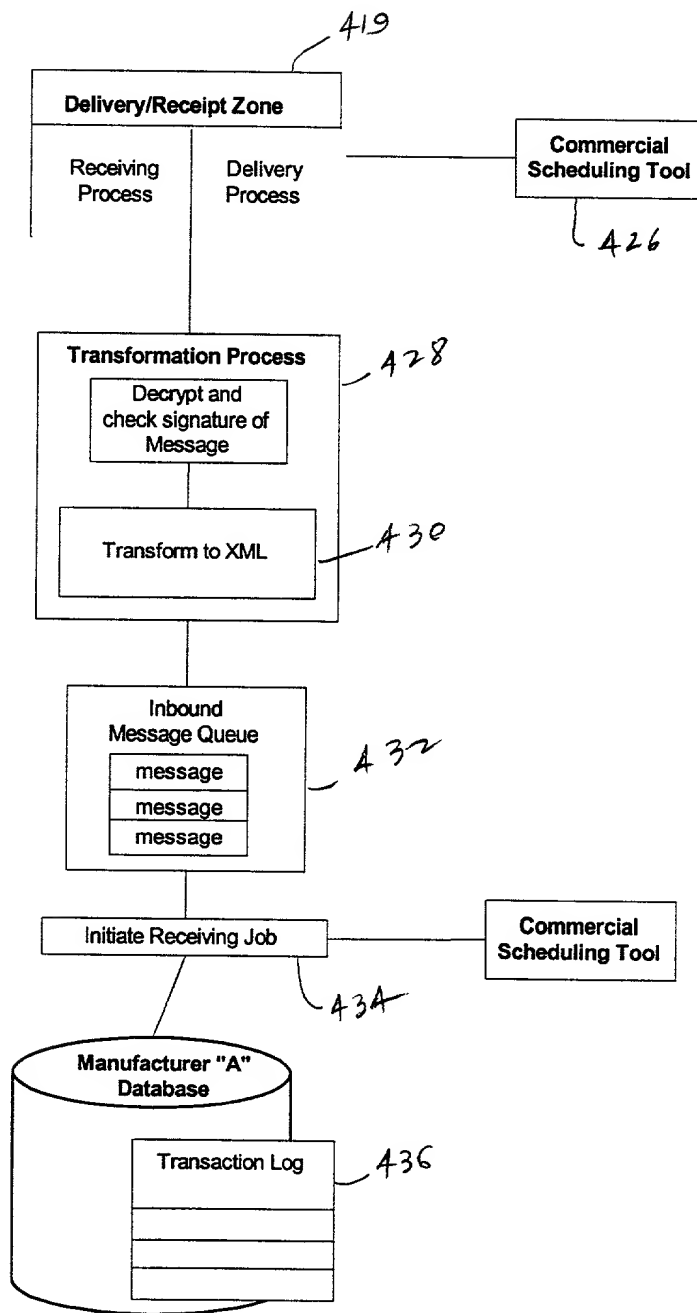 419
Delivery/Receipt Zone
Receiving
Process
Delivery
Process
Commercial
Scheduling Tool
426
Transformation Process
428
Decrypt and
check signature of
Message
Transform to XML
430
Inbound
Message Queue
message
message
message
432
Initiate Receiving Job
Commercial
Scheduling Tool
434
Manufacturer "A"
Database
Transaction Log
436